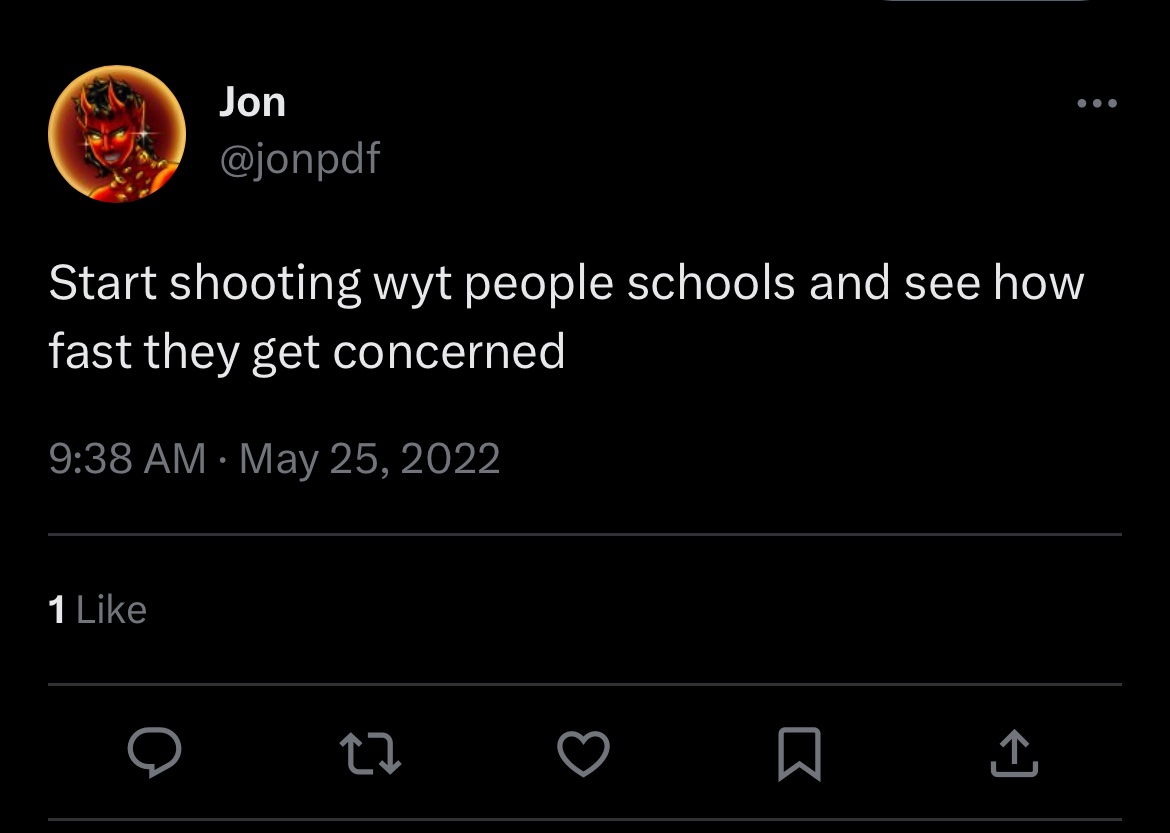 Jon
@jonpdf
Start shooting wyt people schools and see how
fast they get concerned
9:38 AM · May 25, 2022
1 Like